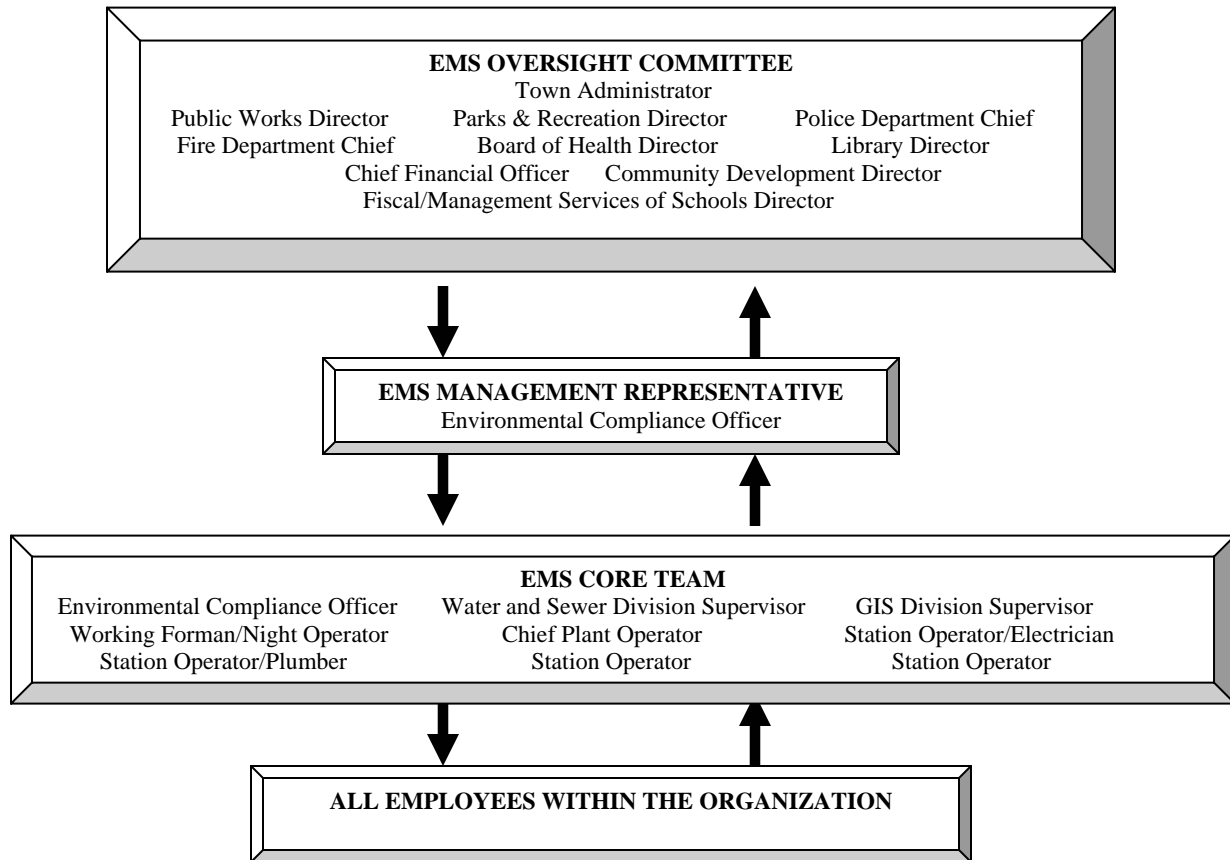 EMS OVERSIGHT COMMITTEE
Town Administrator
Public Works Director Parks & Recreation Director Police Department Chief
Fire Department Chief Board of Health Director Library Director
Chief Financial Officer Community Development Director
Fiscal/Management Services of Schools Director
EMS MANAGEMENT REPRESENTATIVE
Environmental Compliance Officer
EMS CORE TEAM
Environmental Compliance Officer Water and Sewer Division Supervisor GIS Division Supervisor
Working Forman/Night Operator Chief Plant Operator Station Operator/Electrician
Station Operator/Plumber Station Operator Station Operator
ALL EMPLOYEES WITHIN THE ORGANIZATION